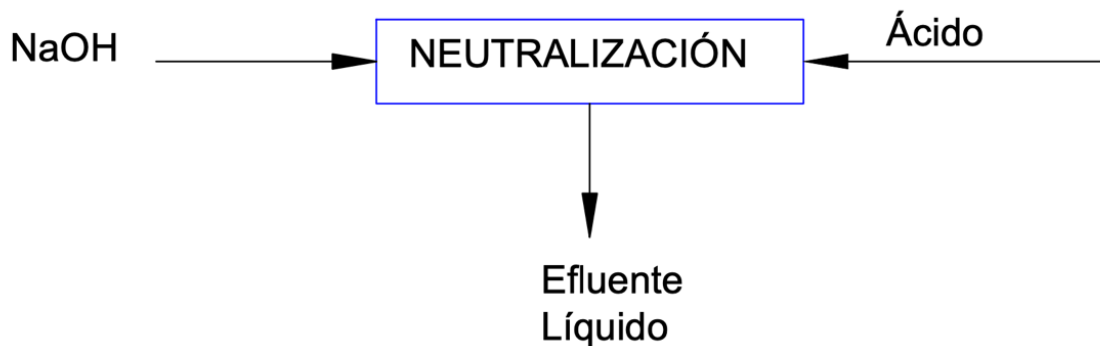 NaOH
NEUTRALIZACIÓN
Ácido
Efluente
Líquido